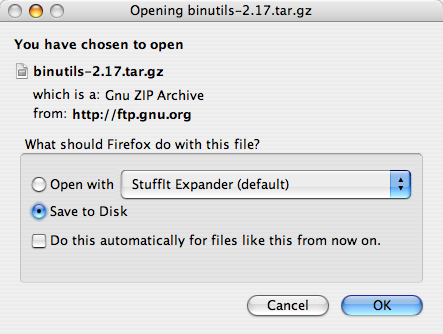 Opening binutils-2.17.tar.gz
You have chosen to open
binutils-2.17.tar.gz
which is a: Gnu ZIP Archive
from: http://ftp.gnu.org
What should Firefox do with this file?
Open with StuffIt Expander (default)
Save to Disk
Do this automatically for files like this from now on.
Cancel OK